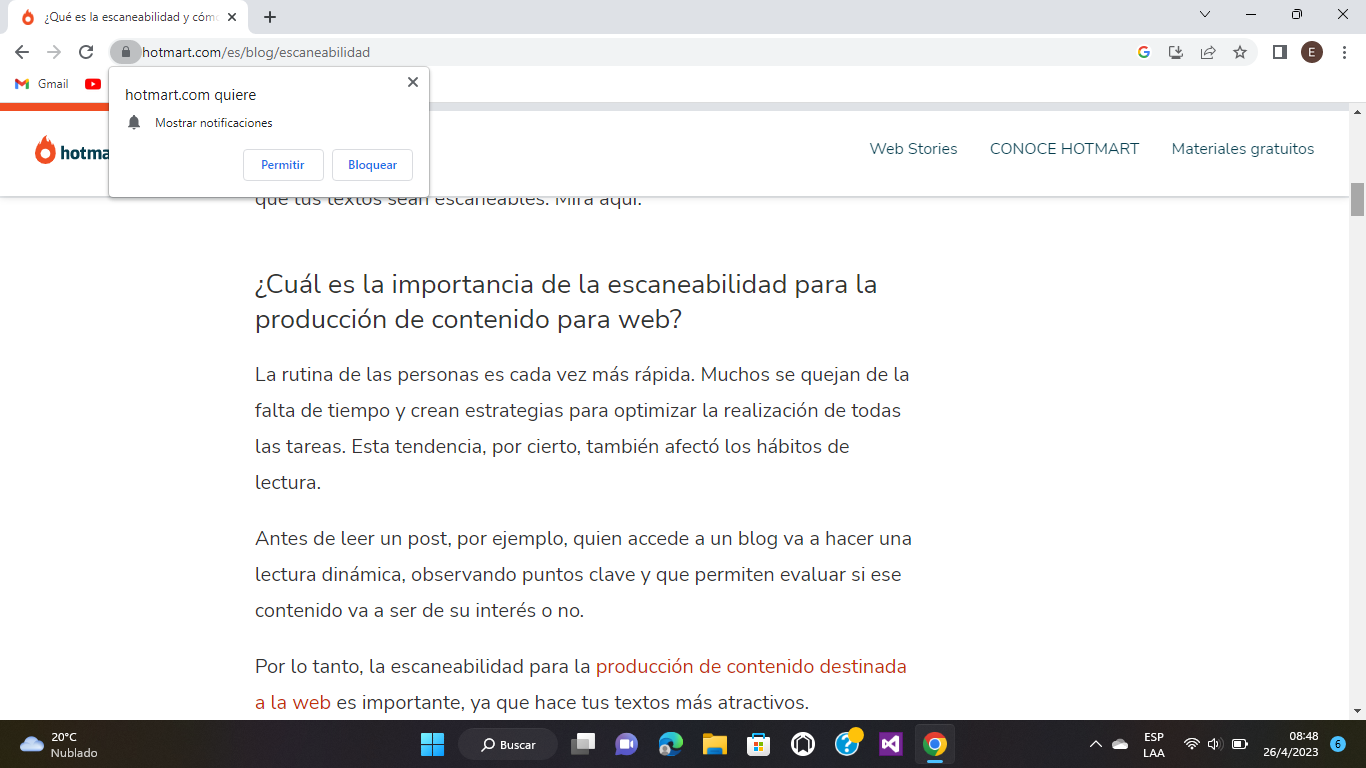 ¿Qué es la escaneabilidad y cómo
hotmart.com/es/blog/escaneabilidad
E
Gmail
hotmart.com quiere
Mostrar notificaciones
Permitir
Bloquear
hotma
Web Stories
CONOCE HOTMART
Materiales gratuitos
que tus textos sean escaneables. Mira aquí.
¿Cuál es la importancia de la escaneabilidad para la
producción de contenido para web?
La rutina de las personas es cada vez más rápida. Muchos se quejan de la
falta de tiempo y crean estrategias para optimizar la realización de todas
las tareas. Esta tendencia, por cierto, también afectó los hábitos de
lectura.
Antes de leer un post, por ejemplo, quien accede a un blog va a hacer una
lectura dinámica, observando puntos clave y que permiten evaluar si ese
contenido va a ser de su interés o no.
Por lo tanto, la escaneabilidad para la producción de contenido destinada
a la web es importante, ya que hace tus textos más atractivos.
20°C
Nublado
Buscar
ESP
LAA
08:48
26/4/2023
6